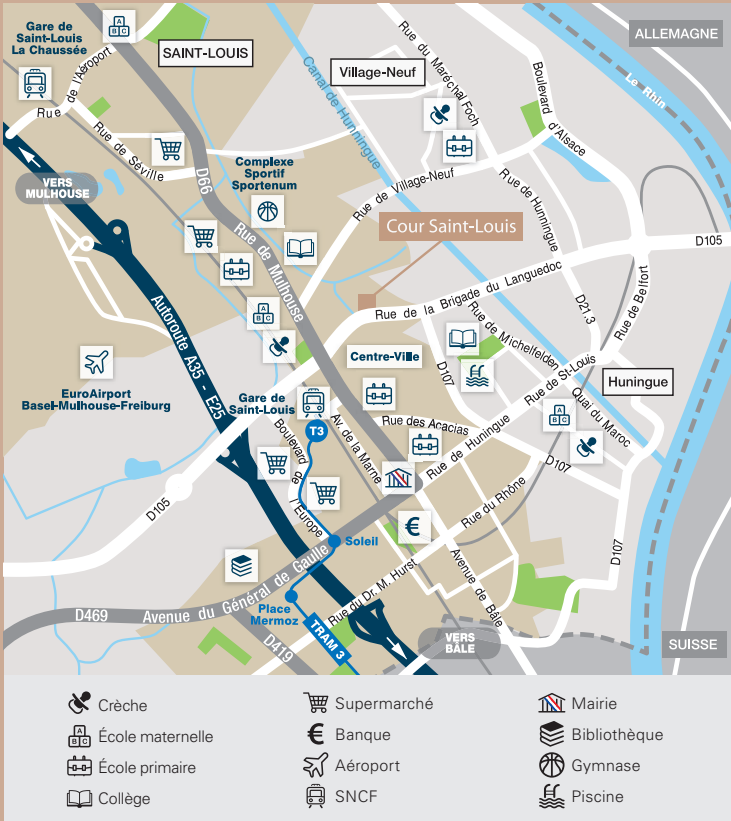 Gare de
Saint-Louis
La Chaussée
A
B C
SAINT-LOUIS
ALLEMAGNE
Village-Neuf
Rue du Maréchal Foch
Canal de Huningue
Boulevard d'Alsace
Le Rhin
Rue de l'Aéroport
Rue de Séville
D66
VERS
MULHOUSE
Complexe
Sportif
Sportenum
Rue de Village-Neuf
Rue de Hunningue
Cour Saint-Louis
D105
Rue de Mulhouse
Rue de la Brigade du Languedoc
Rue de Belfort
D21.3
Autoroute A35 - E25
A
B C
Rue de Michelfelden
D107
Centre-Ville
Rue de St-Louis
Huningue
EuroAirport
Basel-Mulhouse-Freiburg
Gare de
Saint-Louis
T3
Av. de la Marne
Rue des Acacias
A
B C
Quai du Maroc
Boulevard de l'Europe
Rue de Huningue
D107
D105
Rue du Rhône
€
Soleil
D107
Avenue du Général de Gaulle
D469
Place
Mermoz
Rue du Dr. M. Hurst
Avenue de Bâle
TRAM 3
D419
VERS
BÂLE
SUISSE
Crèche
A
B C
École maternelle
École primaire
Collège
Supermarché
€ Banque
Aéroport
SNCF
Mairie
Bibliothèque
Gymnase
Piscine